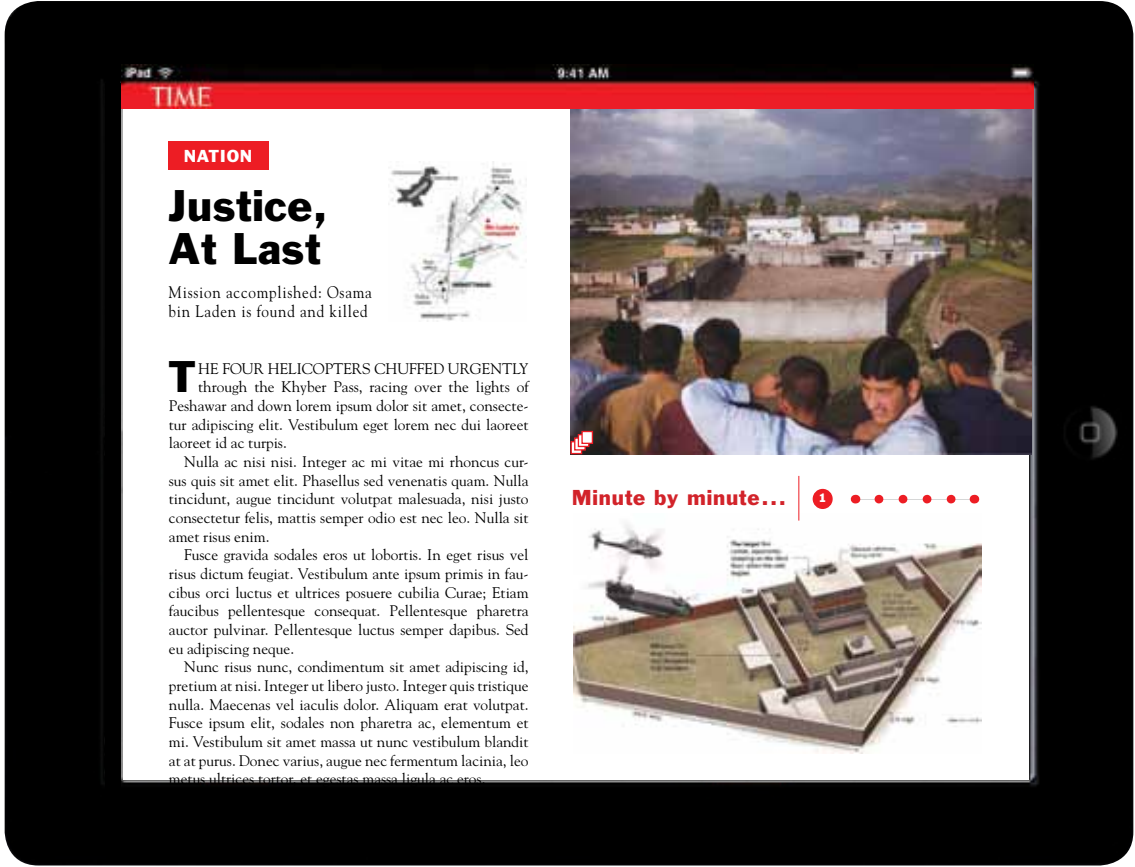 iPad
9:41 AM
TIME
NATION
Justice,
At Last
Mission accomplished: Osama
bin Laden is found and killed
THE FOUR HELICOPTERS CHUFFED URGENTLY
through the Khyber Pass, racing over the lights of
Peshawar and down lorem ipsum dolor sit amet, consecte-
tur adipiscing elit. Vestibulum eget lorem nec dui laoreet
laoreet id ac turpis.
Nulla ac nisi nisi. Integer ac mi vitae mi rhoncus cur-
sus quis sit amet elit. Phasellus sed venenatis quam. Nulla
tincidunt, augue tincidunt volutpat malesuada, nisi justo
consectetur felis, mattis semper odio est nec leo. Nulla sit
amet risus enim.
Fusce gravida sodales eros ut lobortis. In eget risus vel
risus dictum feugiat. Vestibulum ante ipsum primis in fau-
cibus orci luctus et ultrices posuere cubilia Curae; Etiam
faucibus pellentesque consequat. Pellentesque pharetra
auctor pulvinar. Pellentesque luctus semper dapibus. Sed
eu adipiscing neque.
Nunc risus nunc, condimentum sit amet adipiscing id,
pretium at nisi. Integer ut libero justo. Integer quis tristique
nulla. Maecenas vel iaculis dolor. Aliquam erat volutpat.
Fusce ipsum elit, sodales non pharetra ac, elementum et
mi. Vestibulum sit amet massa ut nunc vestibulum blandit
at at purus. Donec varius, augue nec fermentum lacinia, leo
metus ultrices tortor, et egestas massa ligula ac eros.
Minute by minute...
1